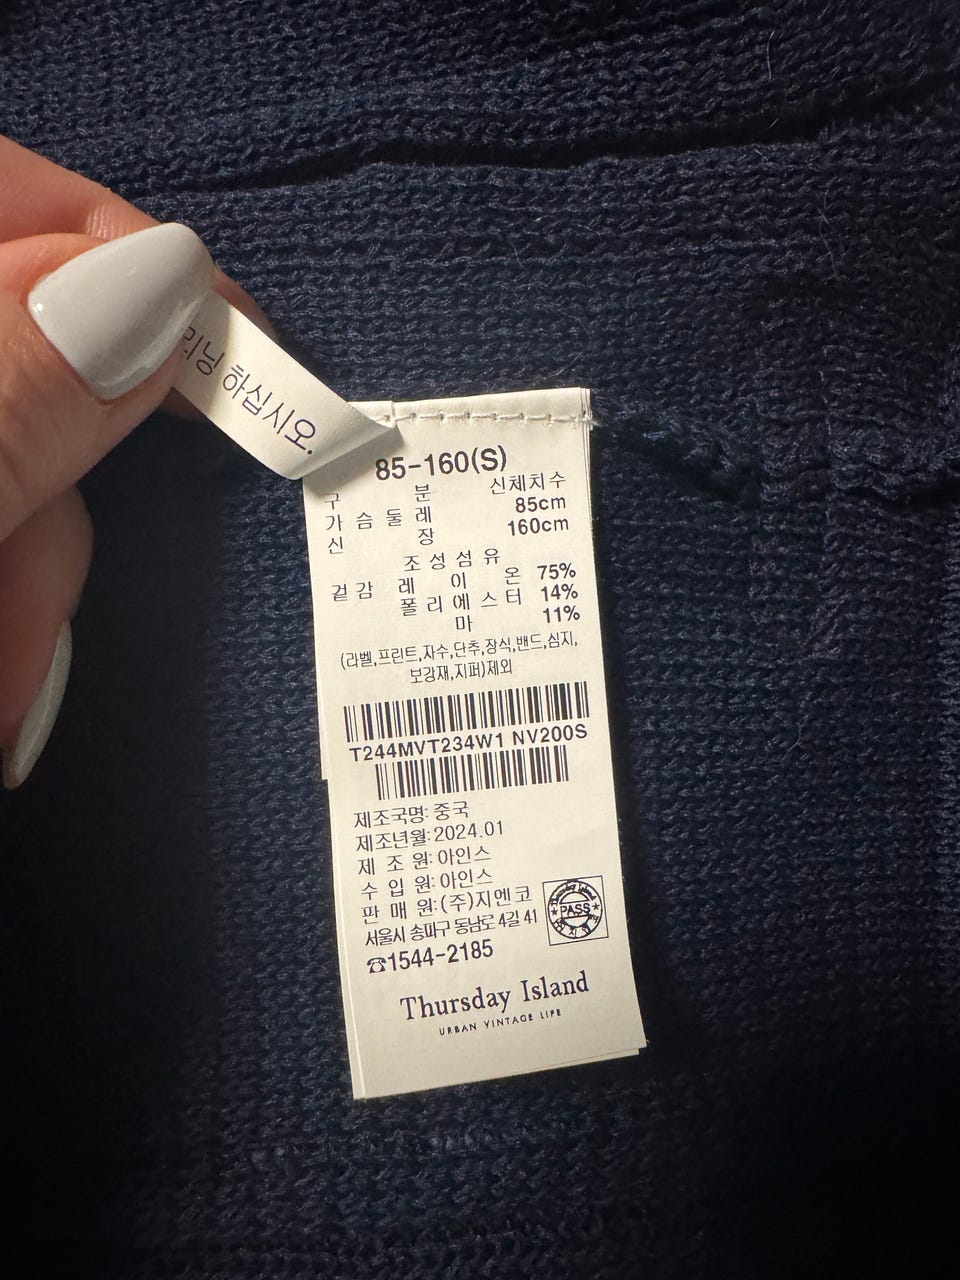 리닝 하십시오.
85-160(S)
구 분 신체치수
가 슴 둘 레 85cm
신 장 160cm
조 성 섬 유
겉감 레 이 온 75%
폴 리 에 스 터 14%
마 11%
(라벨,프린트,자수,단추,장식,밴드,심지,
보강재,지퍼)제외
T244MVT234W1 NV200S
제조국명: 중국
제조년월: 2024.01
제 조 원: 아인스
수 입 원: 아인스
판 매 원: (주)지엔코
서울시 송파구 동남로 4길 41
☎1544-2185
Thursday Island
PASS
Thursday Island
URBAN VINTAGE LIFE